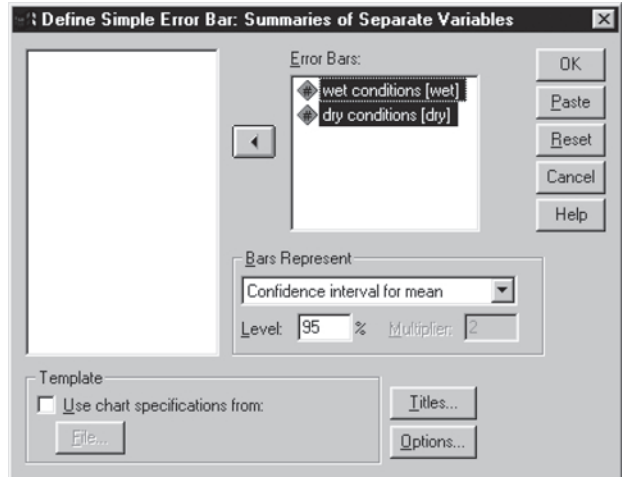 Define Simple Error Bar: Summaries of Separate Variables
Error Bars:
wet conditions [wet]
dry conditions [dry]
OK
Paste
Reset
Cancel
Help
Bars Represent
Confidence interval for mean
Level: 95 % Multiplier: 2
Template
Use chart specifications from:
File...
Titles...
Options...